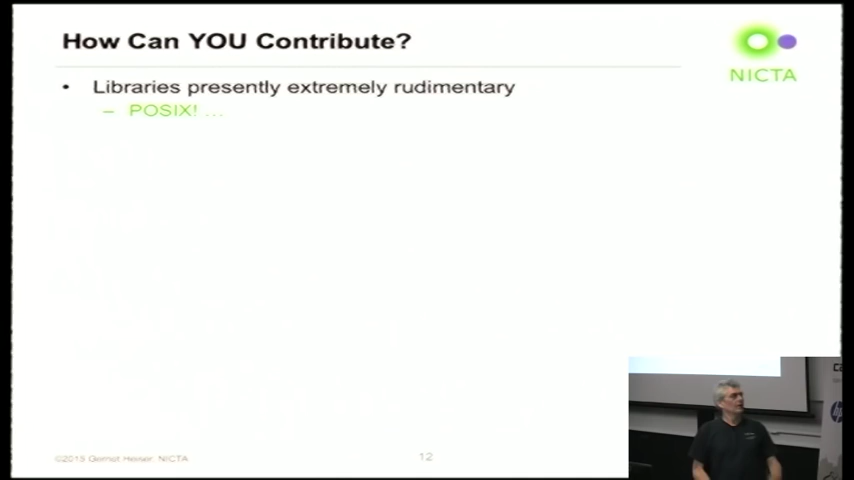 How Can YOU Contribute?
NICTA
• Libraries presently extremely rudimentary
– POSIX! ...
©2015 Gernot Heiser, NICTA
12